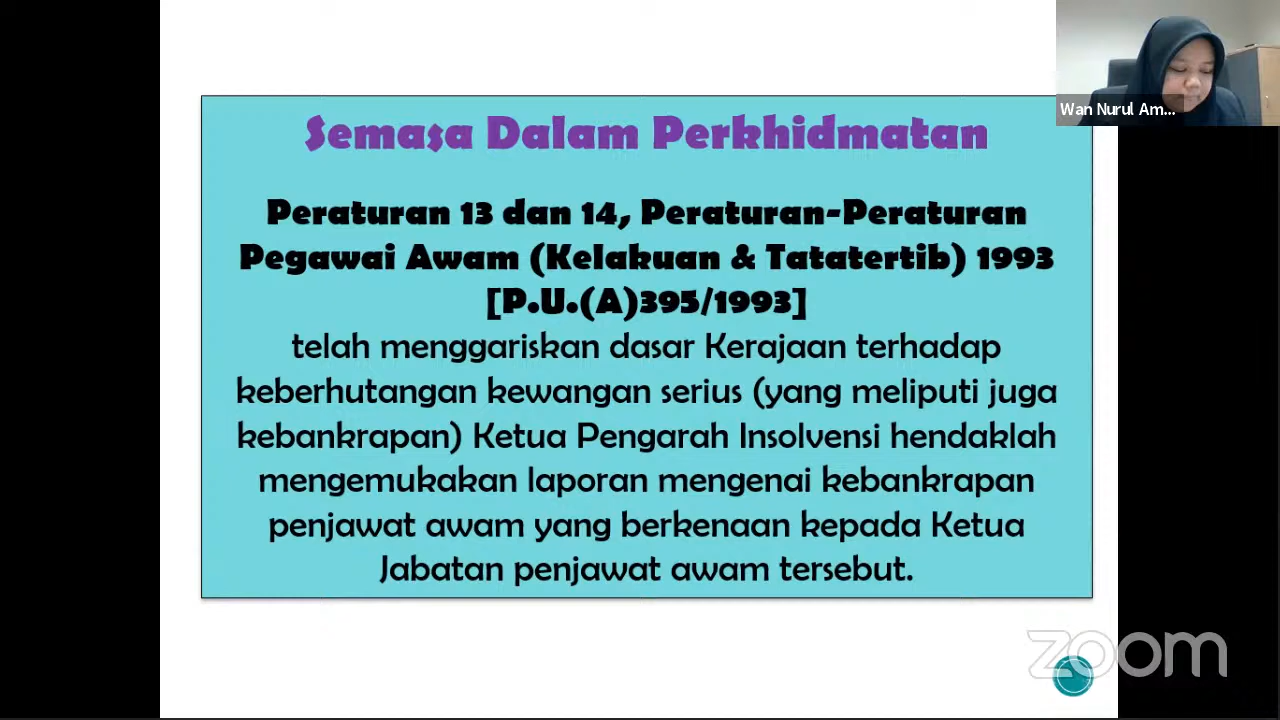 Semasa Dalam Perkhidmatan
Peraturan 13 dan 14, Peraturan-Peraturan
Pegawai Awam (Kelakuan & Tatatertib) 1993
[P.U.(A)395/1993]
telah menggariskan dasar Kerajaan terhadap
keberhutangan kewangan serius (yang meliputi juga
kebankrapan) Ketua Pengarah Insolvensi hendaklah
mengemukakan laporan mengenai kebankrapan
penjawat awam yang berkenaan kepada Ketua
Jabatan penjawat awam tersebut.
Wan Nurul Am...
zoom